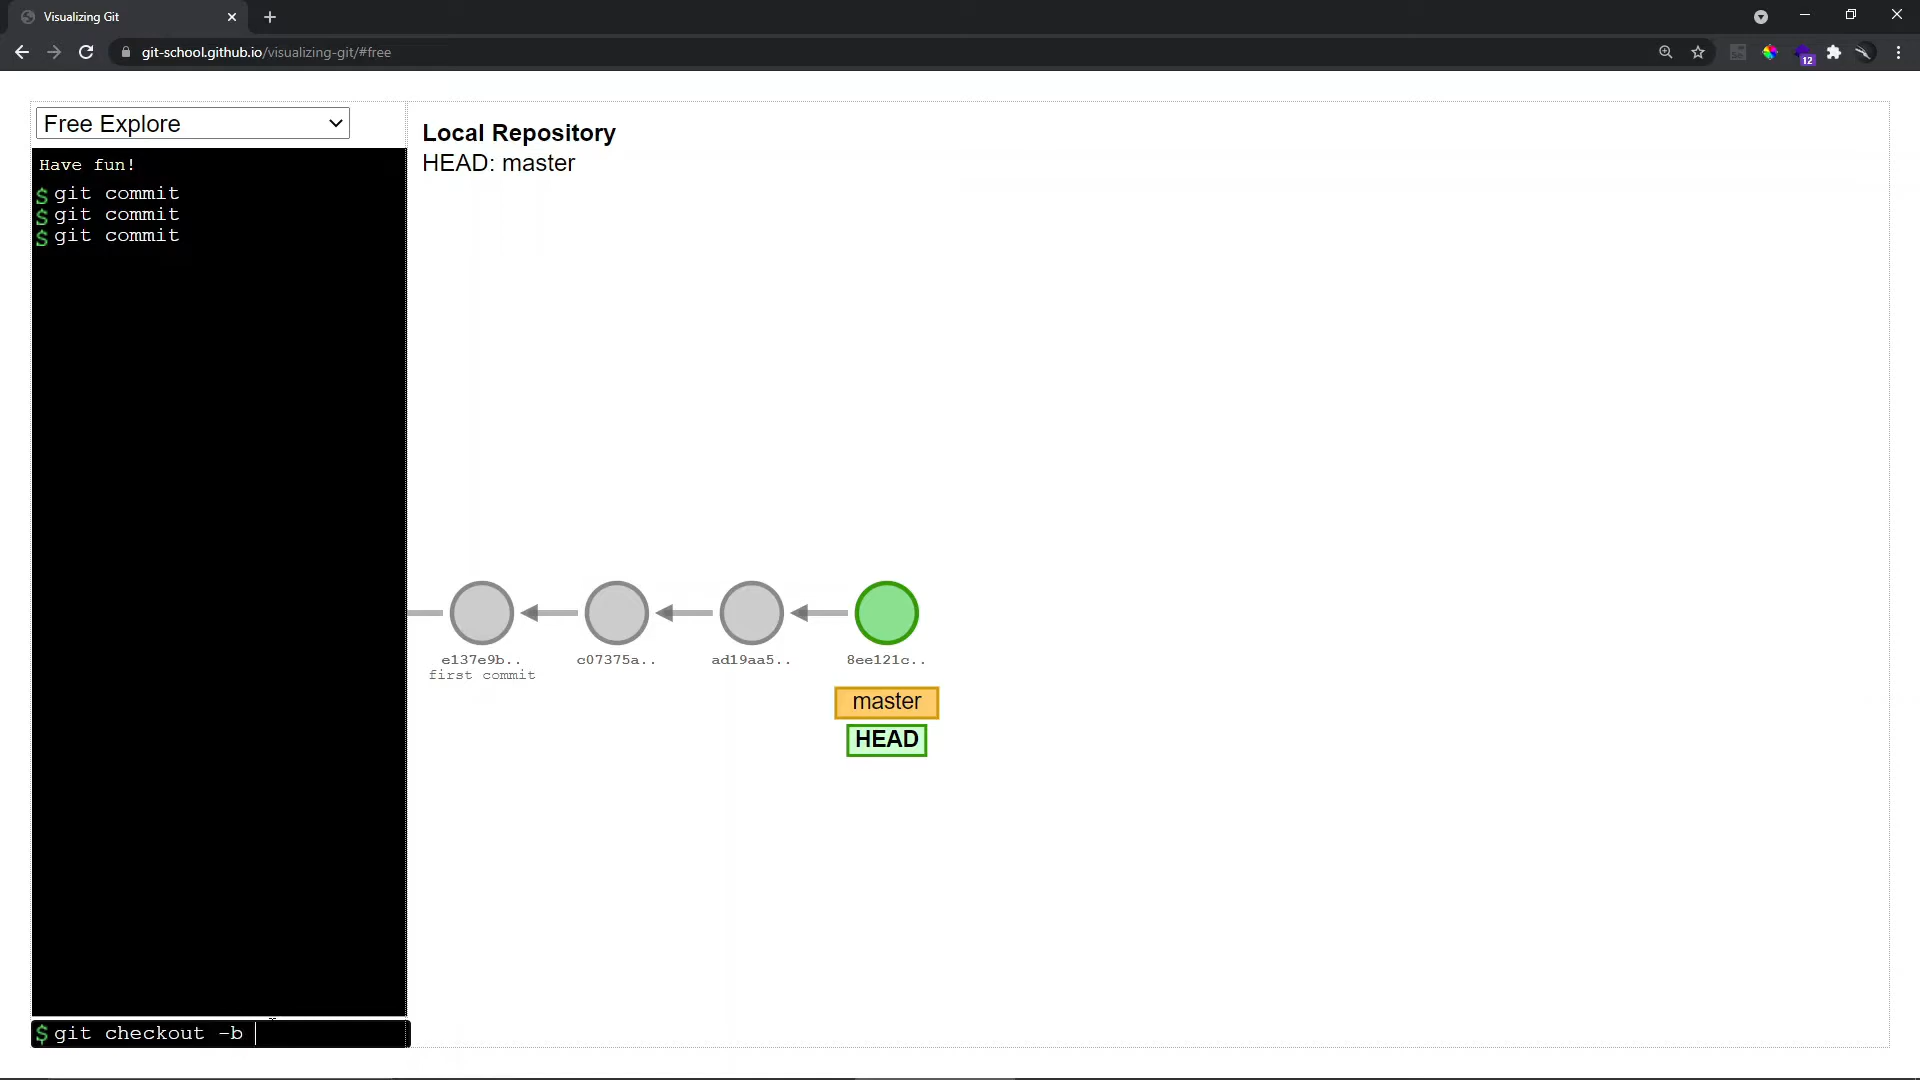 Visualizing Git
git-school.github.io/visualizing-git/#free
12
Free Explore
Have fun!
$ git commit
$ git commit
$ git commit
$ git checkout -b
Local Repository
HEAD: master
e137e9b..
first commit
c07375a..
ad19aa5..
8ee121c..
master
HEAD